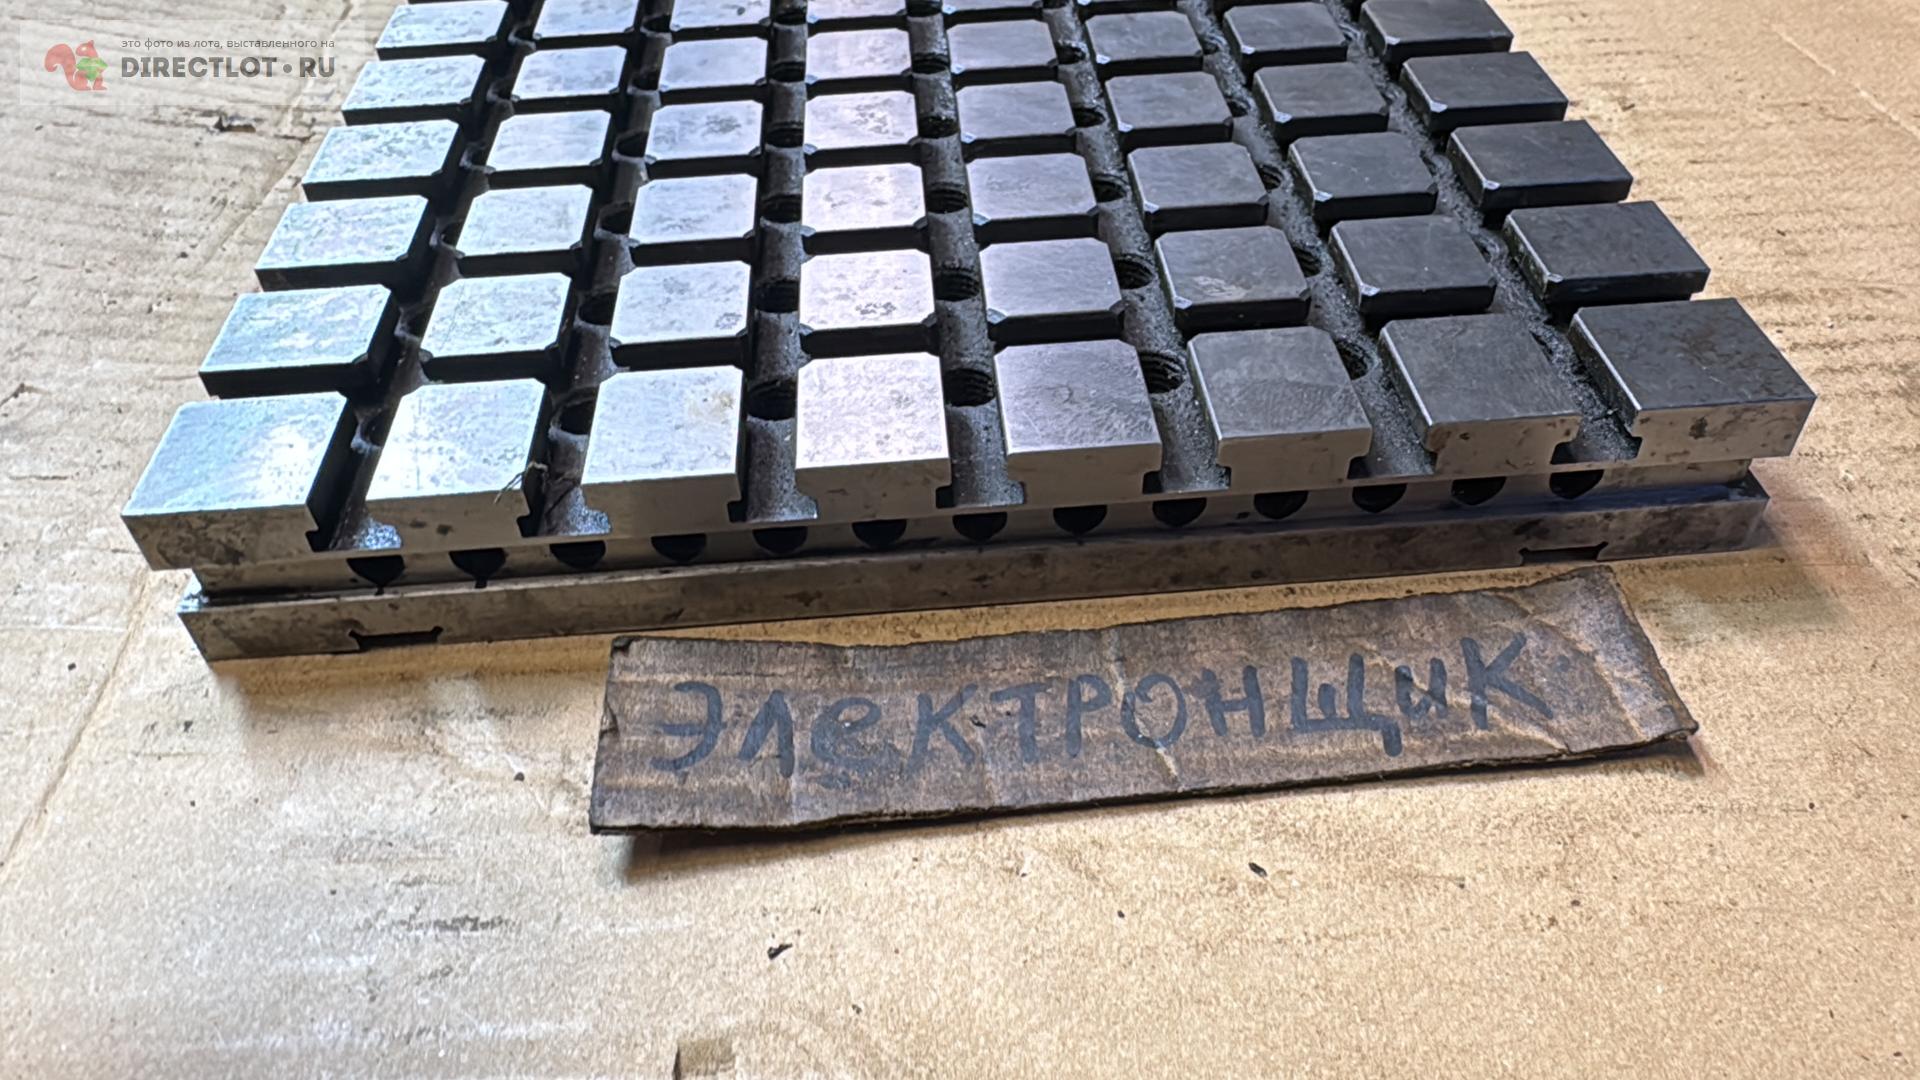 это фото из лота, выставленного на
DIRECTLOT.RU
ЭЛеКТРОНЩиК